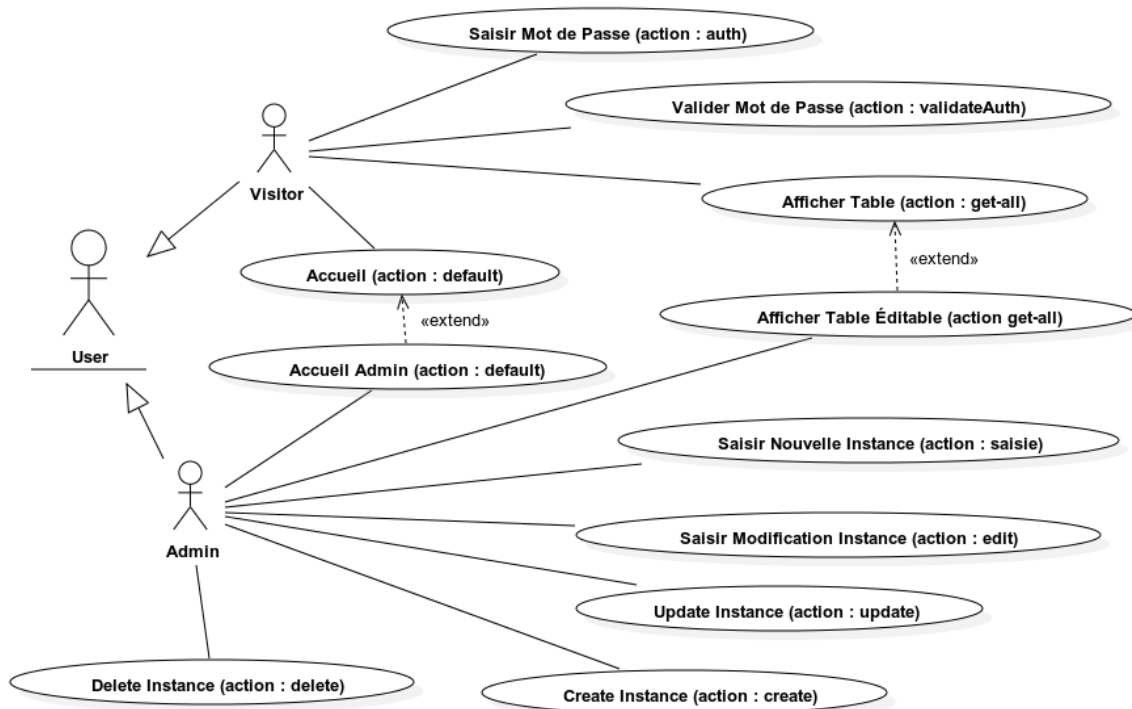 Saisir Mot de Passe (action : auth)
Valider Mot de Passe (action : validateAuth)
Visitor
Afficher Table (action : get-all)
Accueil (action : default)
«extend»
«extend»
Afficher Table Éditable (action get-all)
User
Accueil Admin (action : default)
Saisir Nouvelle Instance (action : saisie)
Saisir Modification Instance (action : edit)
Admin
Update Instance (action : update)
Delete Instance (action : delete)
Create Instance (action : create)